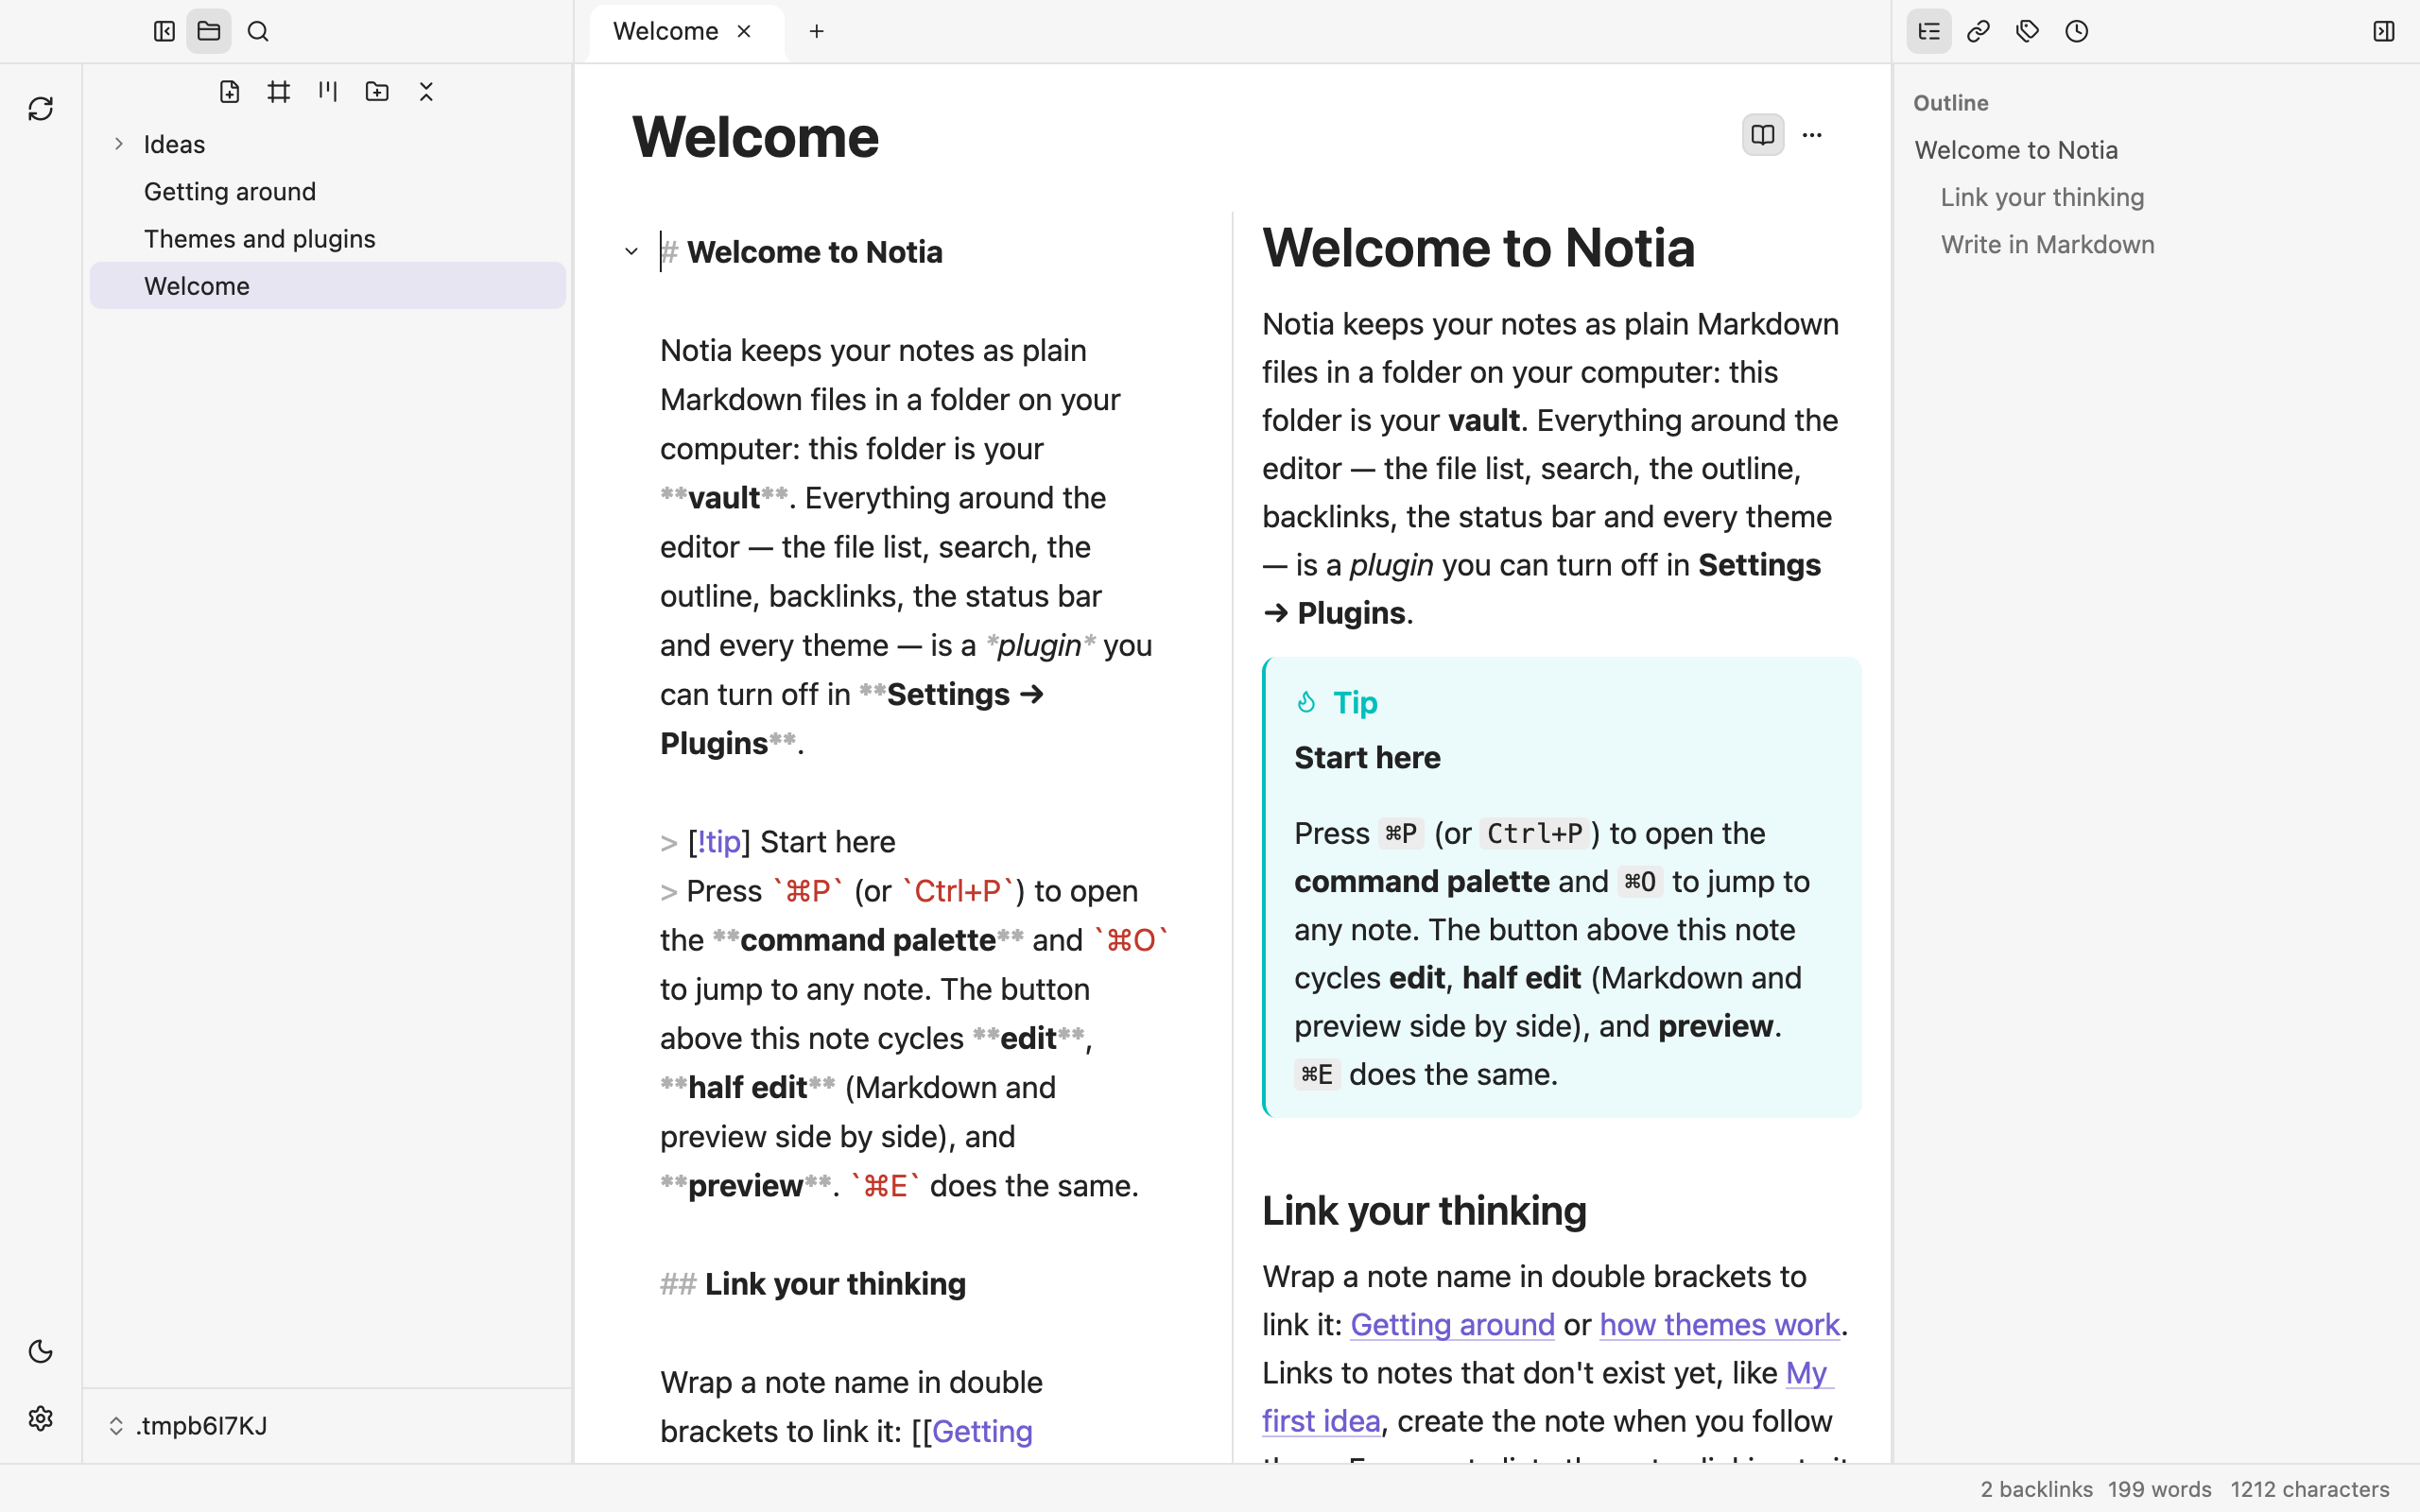 Welcome
Ideas
Getting around
Themes and plugins
Welcome
.tmpb6I7KJ
Welcome
# Welcome to Notia
Notia keeps your notes as plain
Markdown files in a folder on your
computer: this folder is your
**vault**. Everything around the
editor — the file list, search, the
outline, backlinks, the status bar
and every theme — is a *plugin* you
can turn off in **Settings →
Plugins**.
> [!tip] Start here
> Press `⌘P` (or `Ctrl+P`) to open
the **command palette** and `⌘O`
to jump to any note. The button
above this note cycles **edit**,
**half edit** (Markdown and
preview side by side), and
**preview**. `⌘E` does the same.
## Link your thinking
Wrap a note name in double
brackets to link it: [[Getting
Welcome to Notia
Notia keeps your notes as plain Markdown
files in a folder on your computer: this
folder is your vault. Everything around the
editor — the file list, search, the outline,
backlinks, the status bar and every theme
— is a plugin you can turn off in Settings
→ Plugins.
Tip
Start here
Press ⌘P (or Ctrl+P) to open the
command palette and ⌘O to jump to
any note. The button above this note
cycles edit, half edit (Markdown and
preview side by side), and preview.
⌘E does the same.
Link your thinking
Wrap a note name in double brackets to
link it: Getting around or how themes work.
Links to notes that don't exist yet, like My
first idea, create the note when you follow
Outline
Welcome to Notia
Link your thinking
Write in Markdown
2 backlinks 199 words 1212 characters